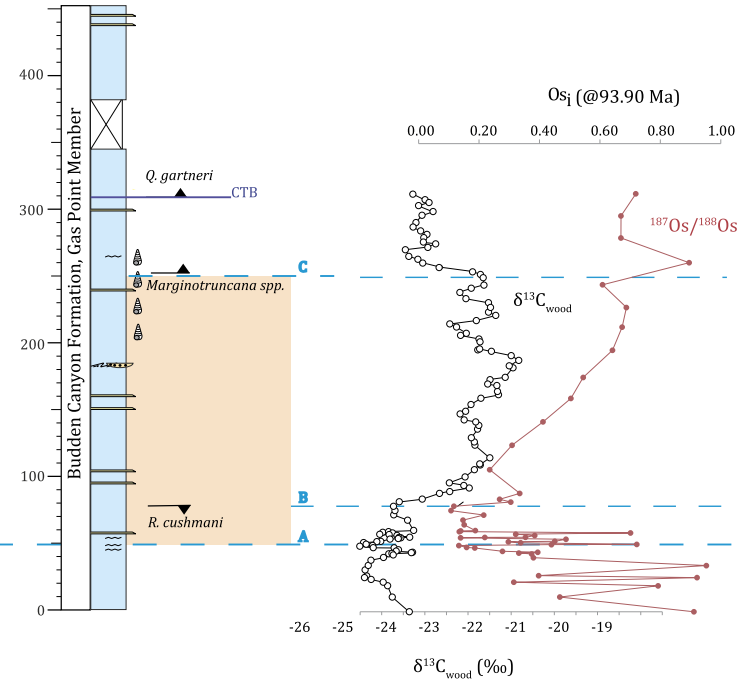 Os_i (@93.90 Ma)
0.00 0.20 0.40 0.60 0.80 1.00
400
300
200
100
0
Budden Canyon Formation, Gas Point Member
Q. gartneri
CTB
187Os/188Os
C
Marginotruncana spp.
δ13Cwood
B
R. cushmani
A
-26 -25 -24 -23 -22 -21 -20 -19
δ13Cwood (‰)